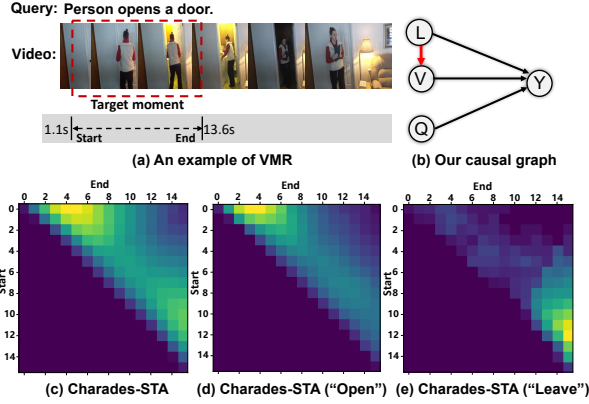 Query: Person opens a door.
Video:
Target moment
1.1s Start End 13.6s
(a) An example of VMR
L
V
Q
Y
(b) Our causal graph
End
0 2 4 6 8 10 12 14
Start
0
2
4
6
8
10
12
14
(c) Charades-STA
End
0 2 4 6 8 10 12 14
Start
0
2
4
6
8
10
12
14
(d) Charades-STA (“Open”)
End
0 2 4 6 8 10 12 14
Start
0
2
4
6
8
10
12
14
(e) Charades-STA (“Leave”)